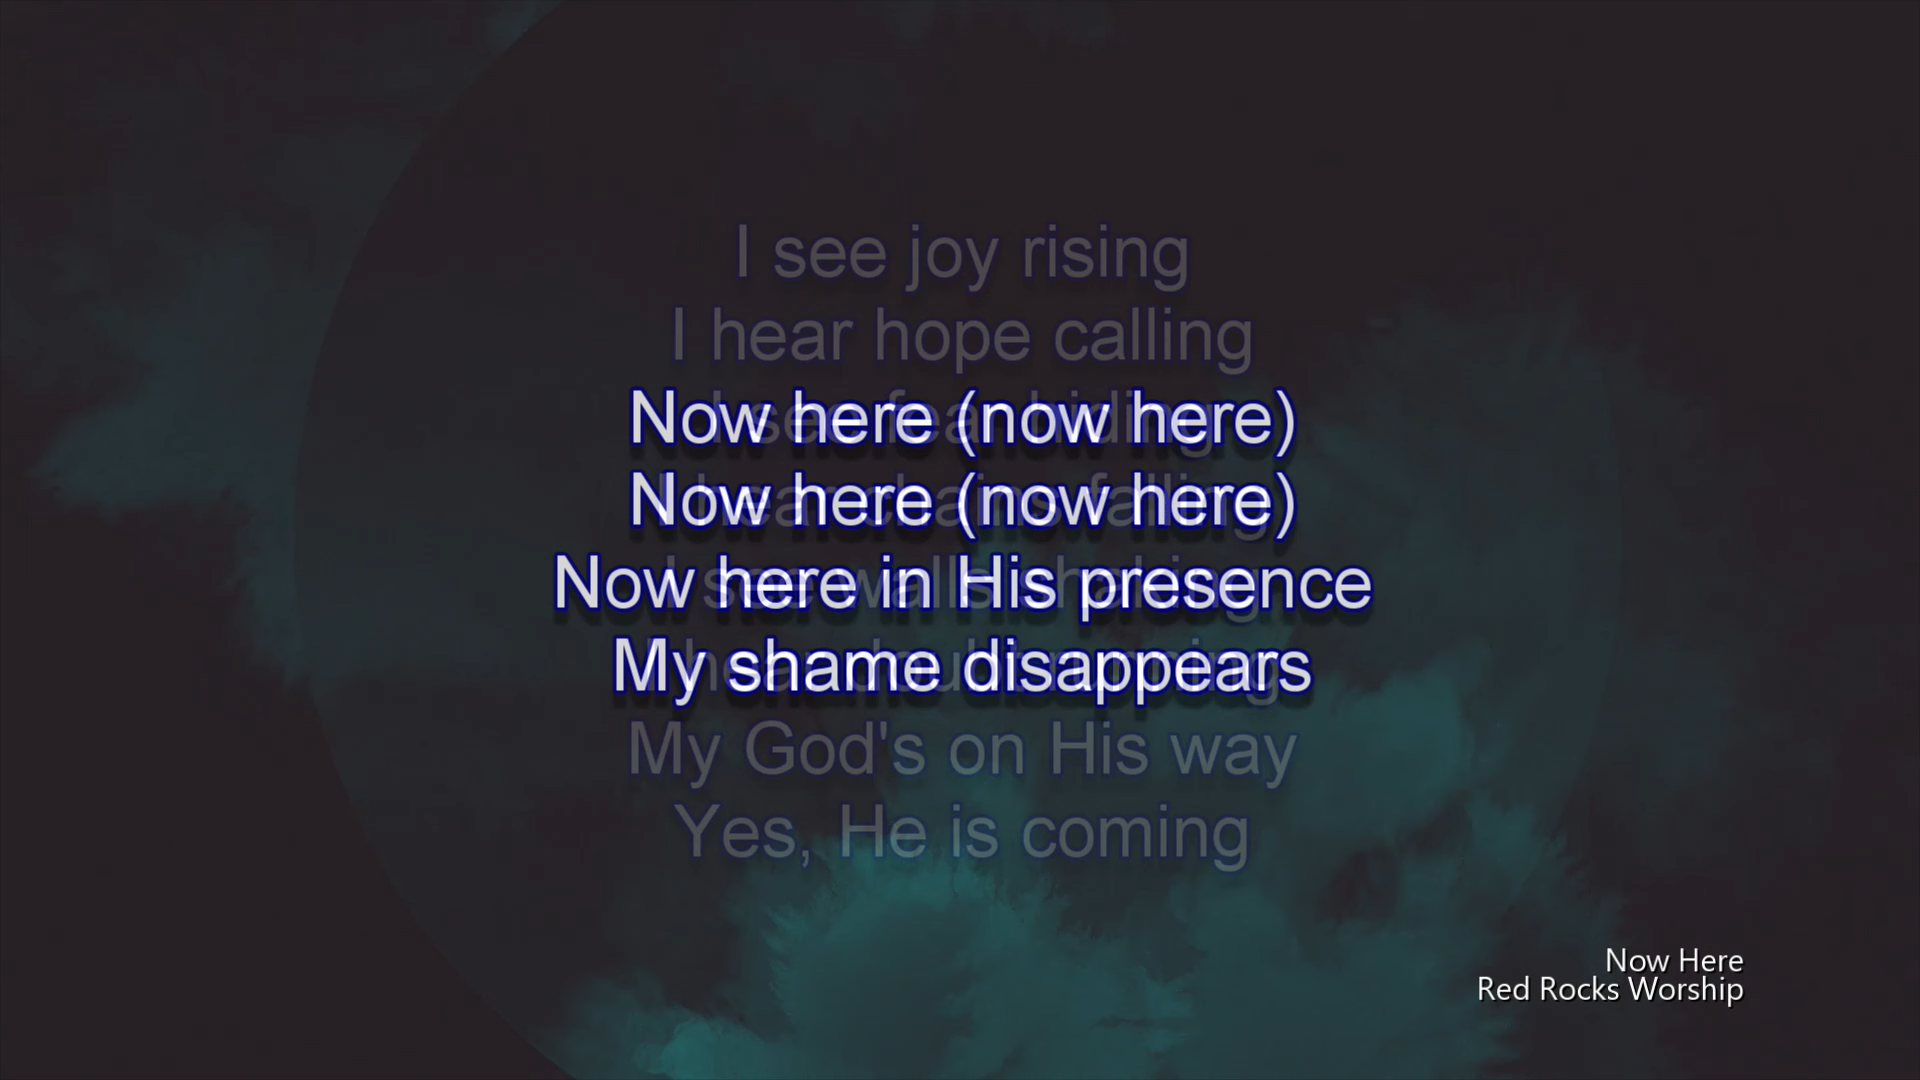 I see joy rising
I hear hope calling
Now here (now here)
Now here (now here)
Now here in His presence
My shame disappears
My God's on His way
Yes, He is coming
Now Here
Red Rocks Worship